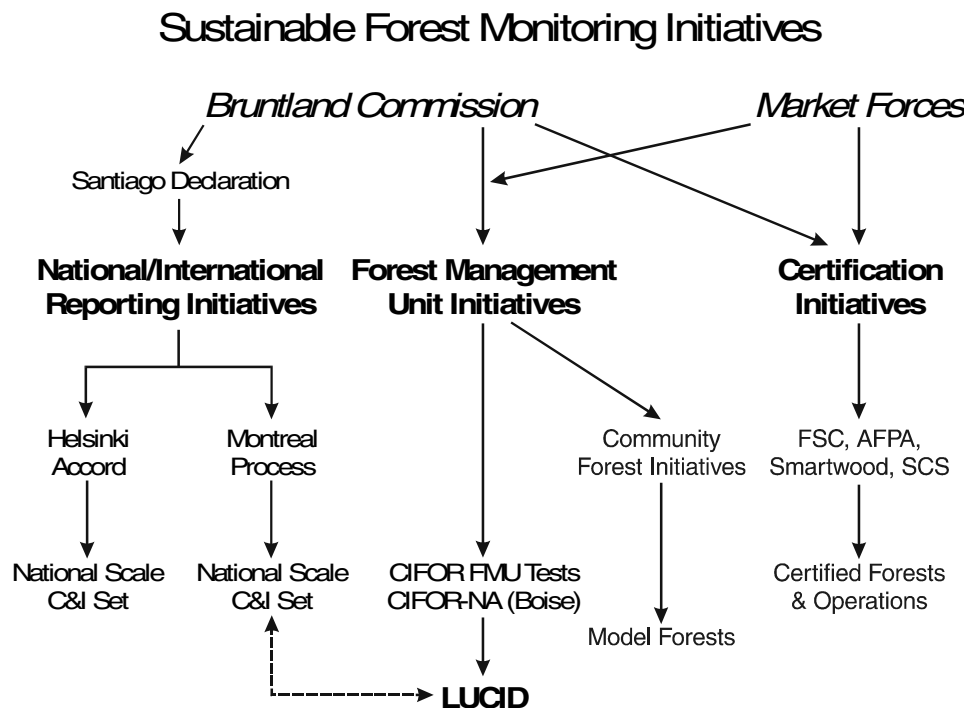 Sustainable Forest Monitoring Initiatives
Bruntland Commission
Market Forces
Santiago Declaration
National/International
Reporting Initiatives
Forest Management
Unit Initiatives
Certification
Initiatives
Helsinki
Accord
Montreal
Process
Community
Forest Initiatives
FSC, AFPA,
Smartwood, SCS
National Scale
C&I Set
National Scale
C&I Set
CIFOR FMU Tests
CIFOR-NA (Boise)
Certified Forests
& Operations
Model Forests
LUCID